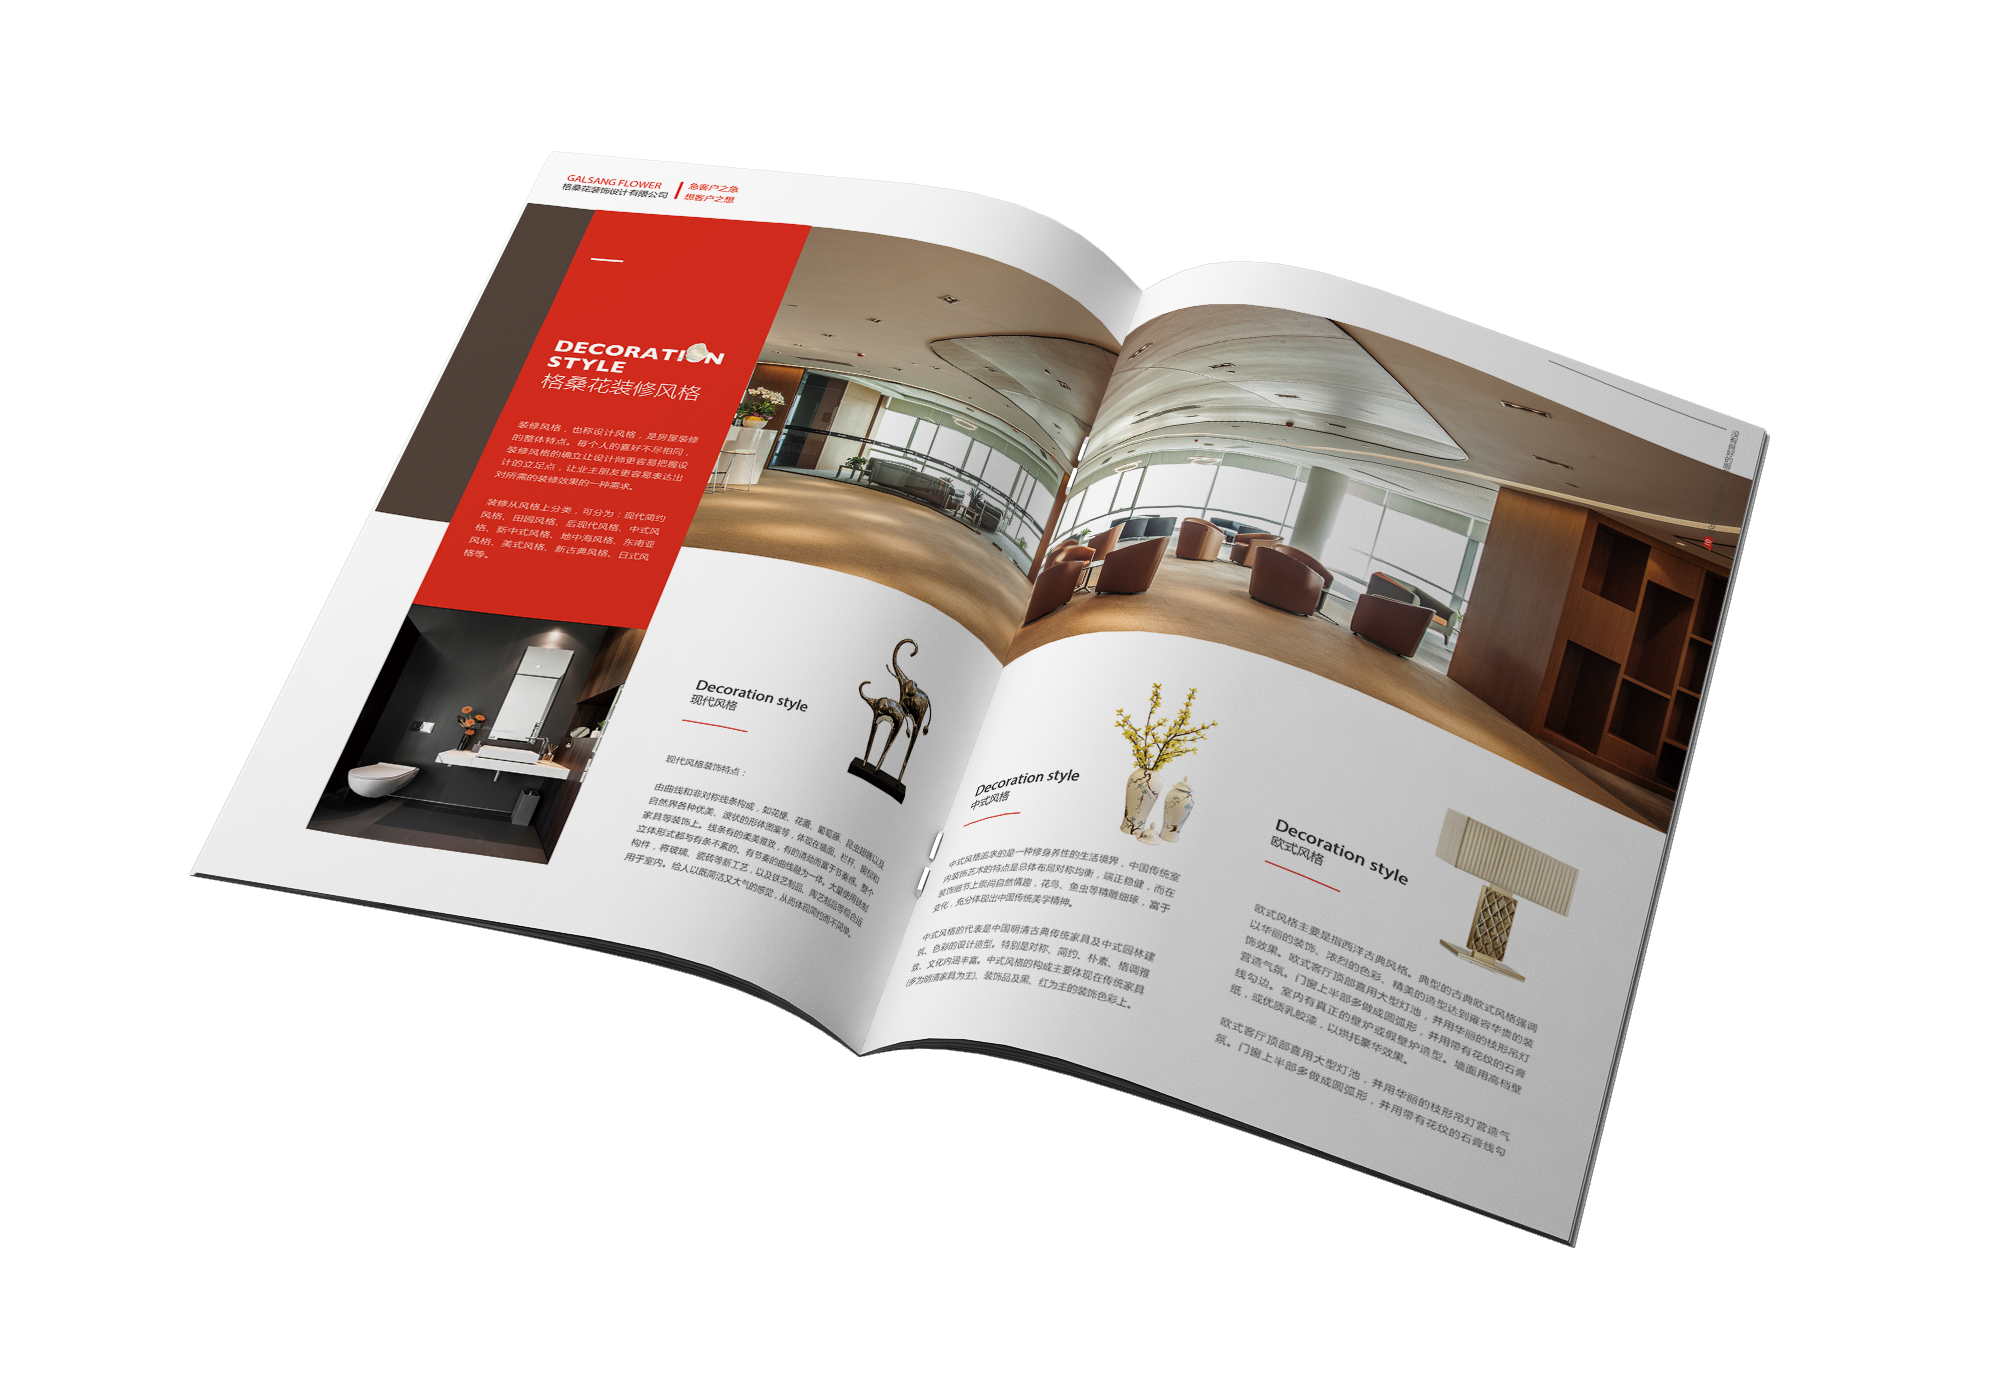 GALSANG FLOWER
格桑花装饰设计有限公司
急客户之急
想客户之想
DECORATION
STYLE
格桑花装修风格
装修风格，也称设计风格，是房屋装修
的整体特点。每个人的喜好不尽相同，
装修风格的确立让设计师更容易把握设
计的立足点，让业主朋友更容易表达出
对所需的装修效果的一种需求。
装修从风格上分类，可分为：现代简约
风格、田园风格、后现代风格、中式风
格、新中式风格、地中海风格、东南亚
风格、美式风格、新古典风格、日式风
格等。
Decoration style
现代风格
现代风格装饰特点：
由曲线和非对称线条构成，如花梗、花蕾、葡萄藤、昆虫翅膀以及
自然界各种优美、波状的形体图案等，体现在墙面、栏杆、窗棂和
家具等装饰上。线条有的柔美雅致，有的遒劲而富于节奏感，整个
立体形式都与有条不紊的、有节奏的曲线融为一体。大量使用铁制
构件，将玻璃、瓷砖等新工艺，以及铁艺制品、陶艺制品等综合运
用于室内。给人以既简洁又大气的感觉，从而体现简约而不简单。
Decoration style
中式风格
中式风格追求的是一种修身养性的生活境界，中国传统室
内装饰艺术的特点是总体布局对称均衡，端正稳健，而在
装饰细节上崇尚自然情趣，花鸟、鱼虫等精雕细琢，富于
变化，充分体现出中国传统美学精神。
中式风格的代表是中国明清古典传统家具及中式园林建
筑、色彩的设计造型。特别是对称、简约、朴素、格调雅
致、文化内涵丰富。中式风格的构成主要体现在传统家具
(多为明清家具为主)、装饰品及黑、红为主的装饰色彩上。
Decoration style
欧式风格
欧式风格主要是指西洋古典风格。典型的古典欧式风格强调
以华丽的装饰、浓烈的色彩、精美的造型达到雍容华贵的装
饰效果。欧式客厅顶部喜用大型灯池，并用华丽的枝形吊灯
营造气氛。门窗上半部多做成圆弧形，并用带有花纹的石膏
线勾边。室内有真正的壁炉或假壁炉造型。墙面用高档壁
纸，或优质乳胶漆，以烘托豪华效果。
欧式客厅顶部喜用大型灯池，并用华丽的枝形吊灯营造气
氛。门窗上半部多做成圆弧形，并用带有花纹的石膏线勾